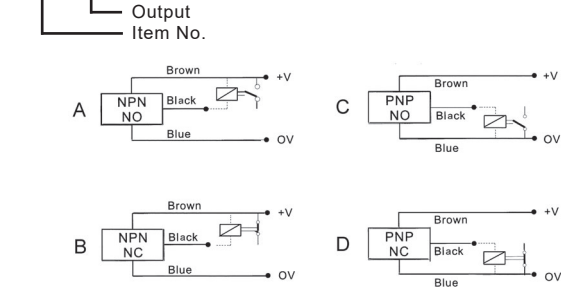 Output
Item No.
A
NPN
NO
Brown
+V
Black
Blue
OV
C
PNP
NO
+V
Brown
Black
OV
Blue
B
NPN
NC
Brown
+V
Black
Blue
OV
D
PNP
NC
+V
Brown
Black
OV
Blue